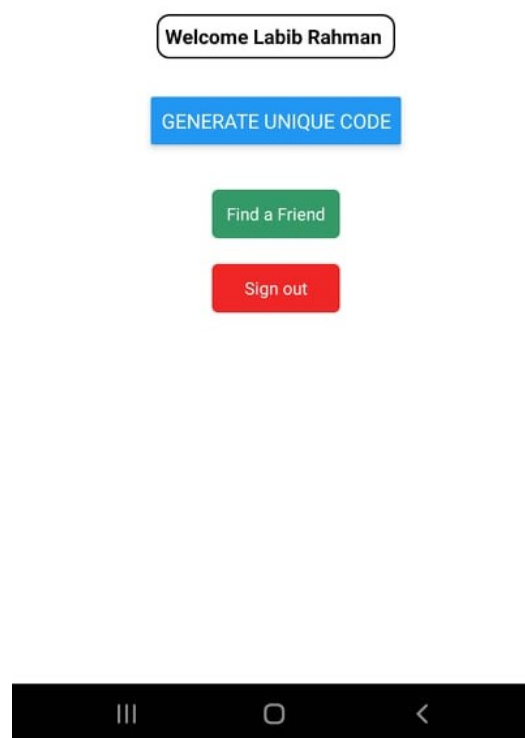 Welcome Labib Rahman
GENERATE UNIQUE CODE
Find a Friend
Sign out